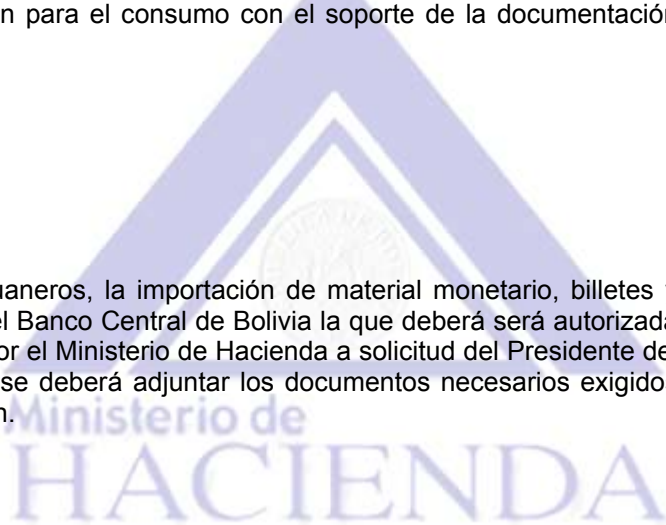 n para el consumo con el soporte de la documentación
uaneros, la importación de material monetario, billetes
el Banco Central de Bolivia la que deberá será autorizada
or el Ministerio de Hacienda a solicitud del Presidente de
se deberá adjuntar los documentos necesarios exigido
n.
Ministerio de
HACIENDA